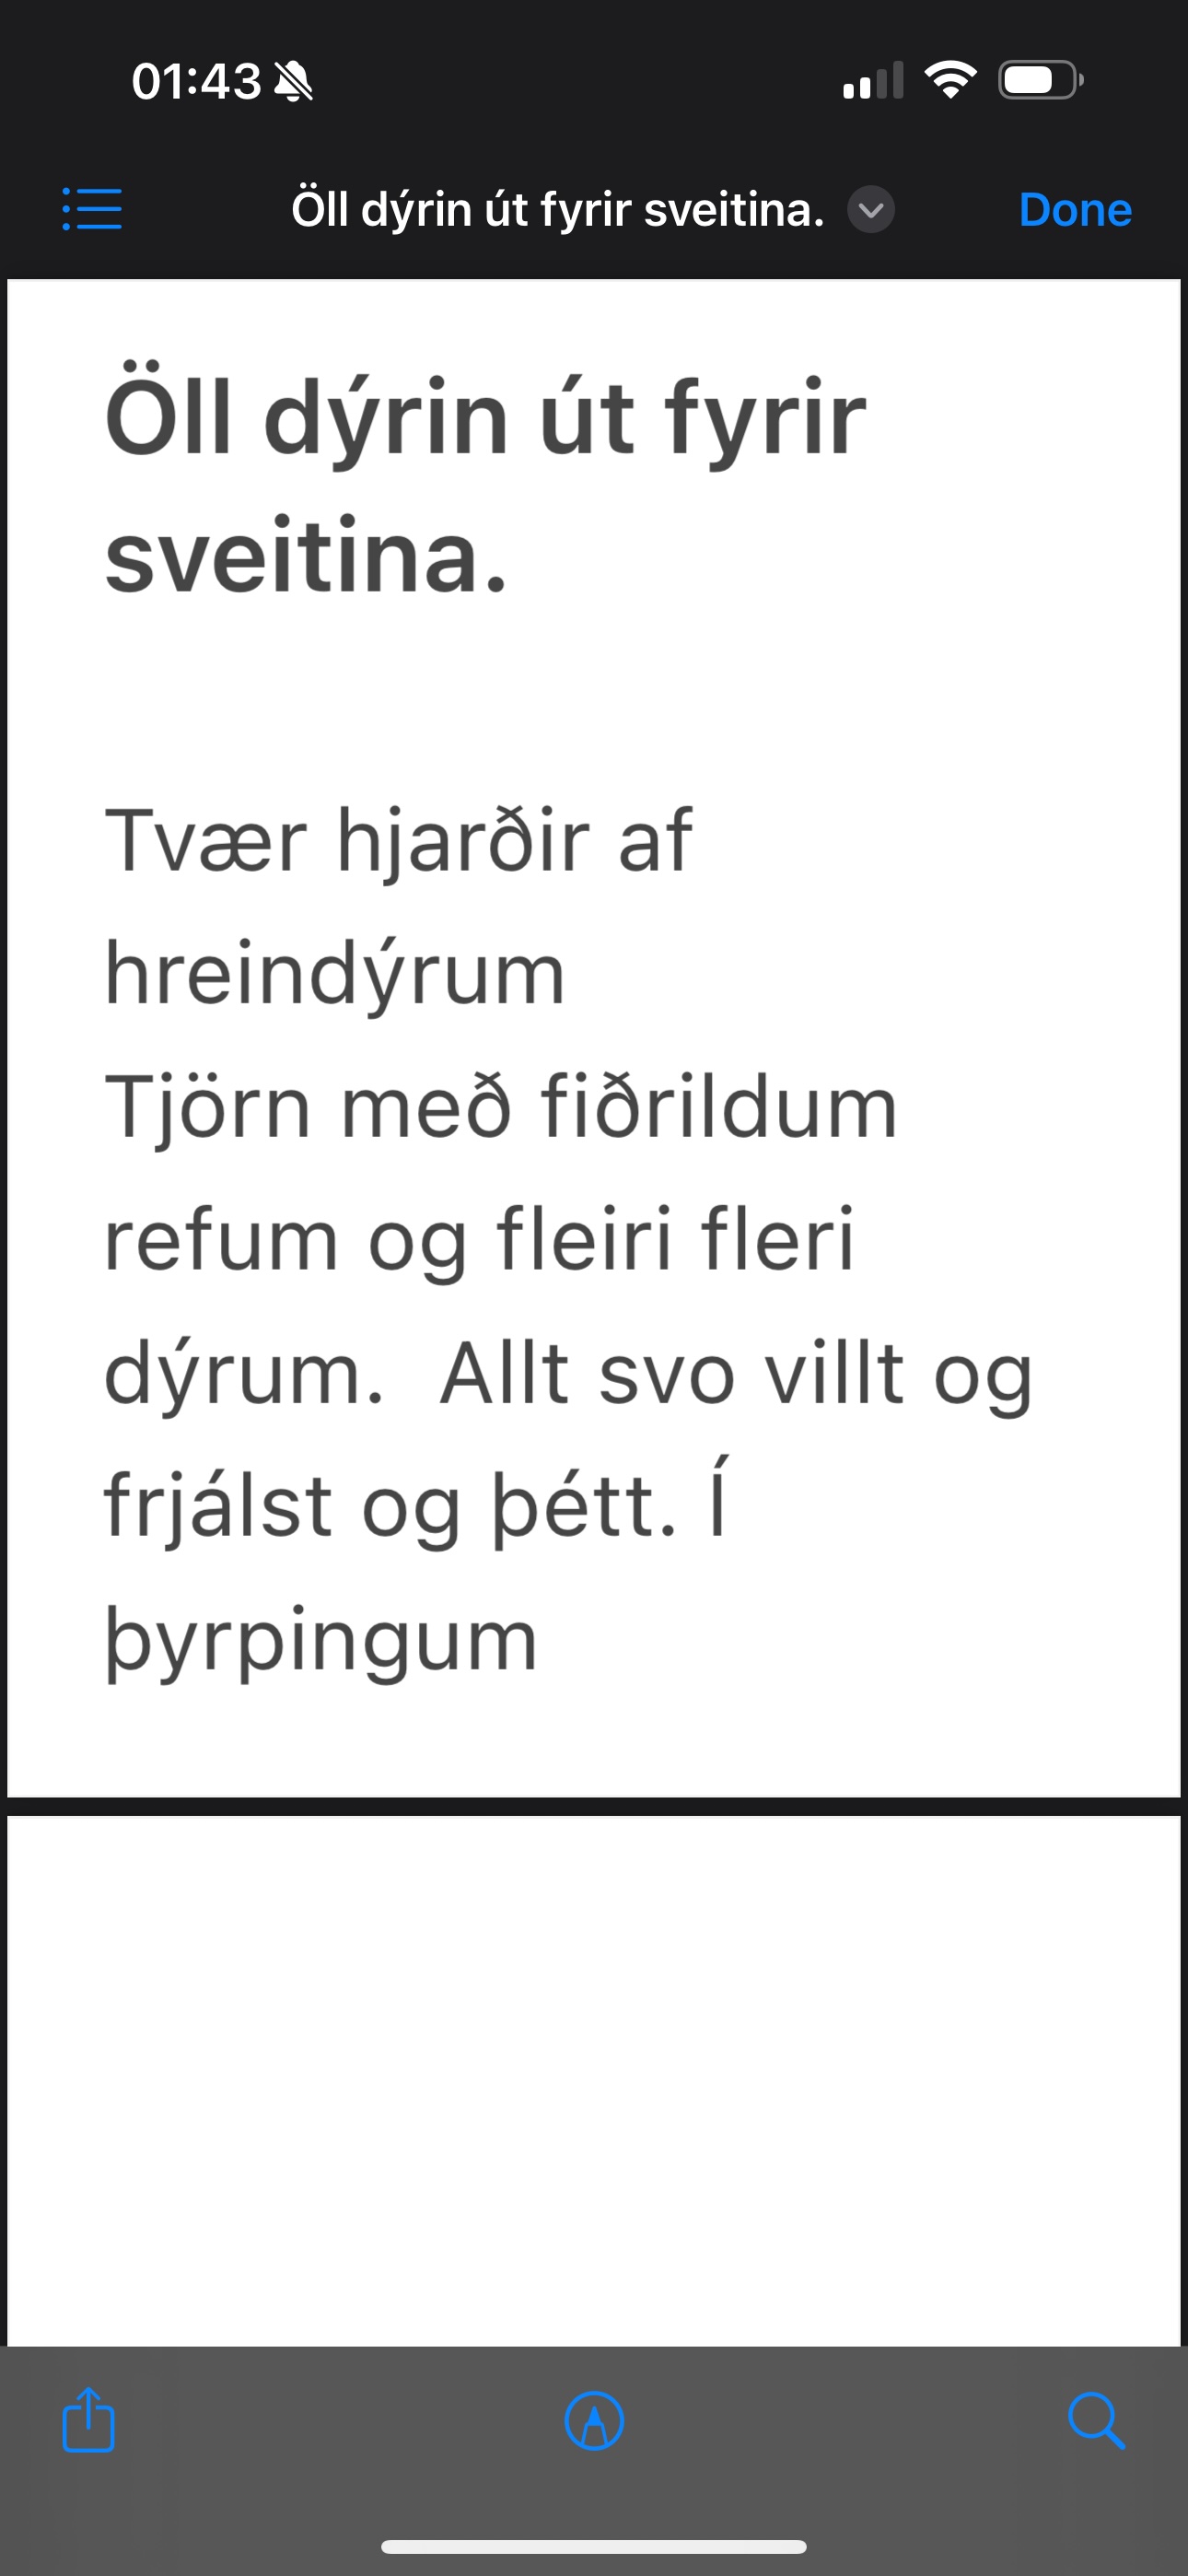 01:43
Öll dýrin út fyrir sveitina.
Done
Öll dýrin út fyrir
sveitina.
Tvær hjarðir af
hreindýrum
Tjörn með fiðrildum
refum og fleiri fleri
dýrum.  Allt svo villt og
frjálst og þétt. Í
þyrpingum